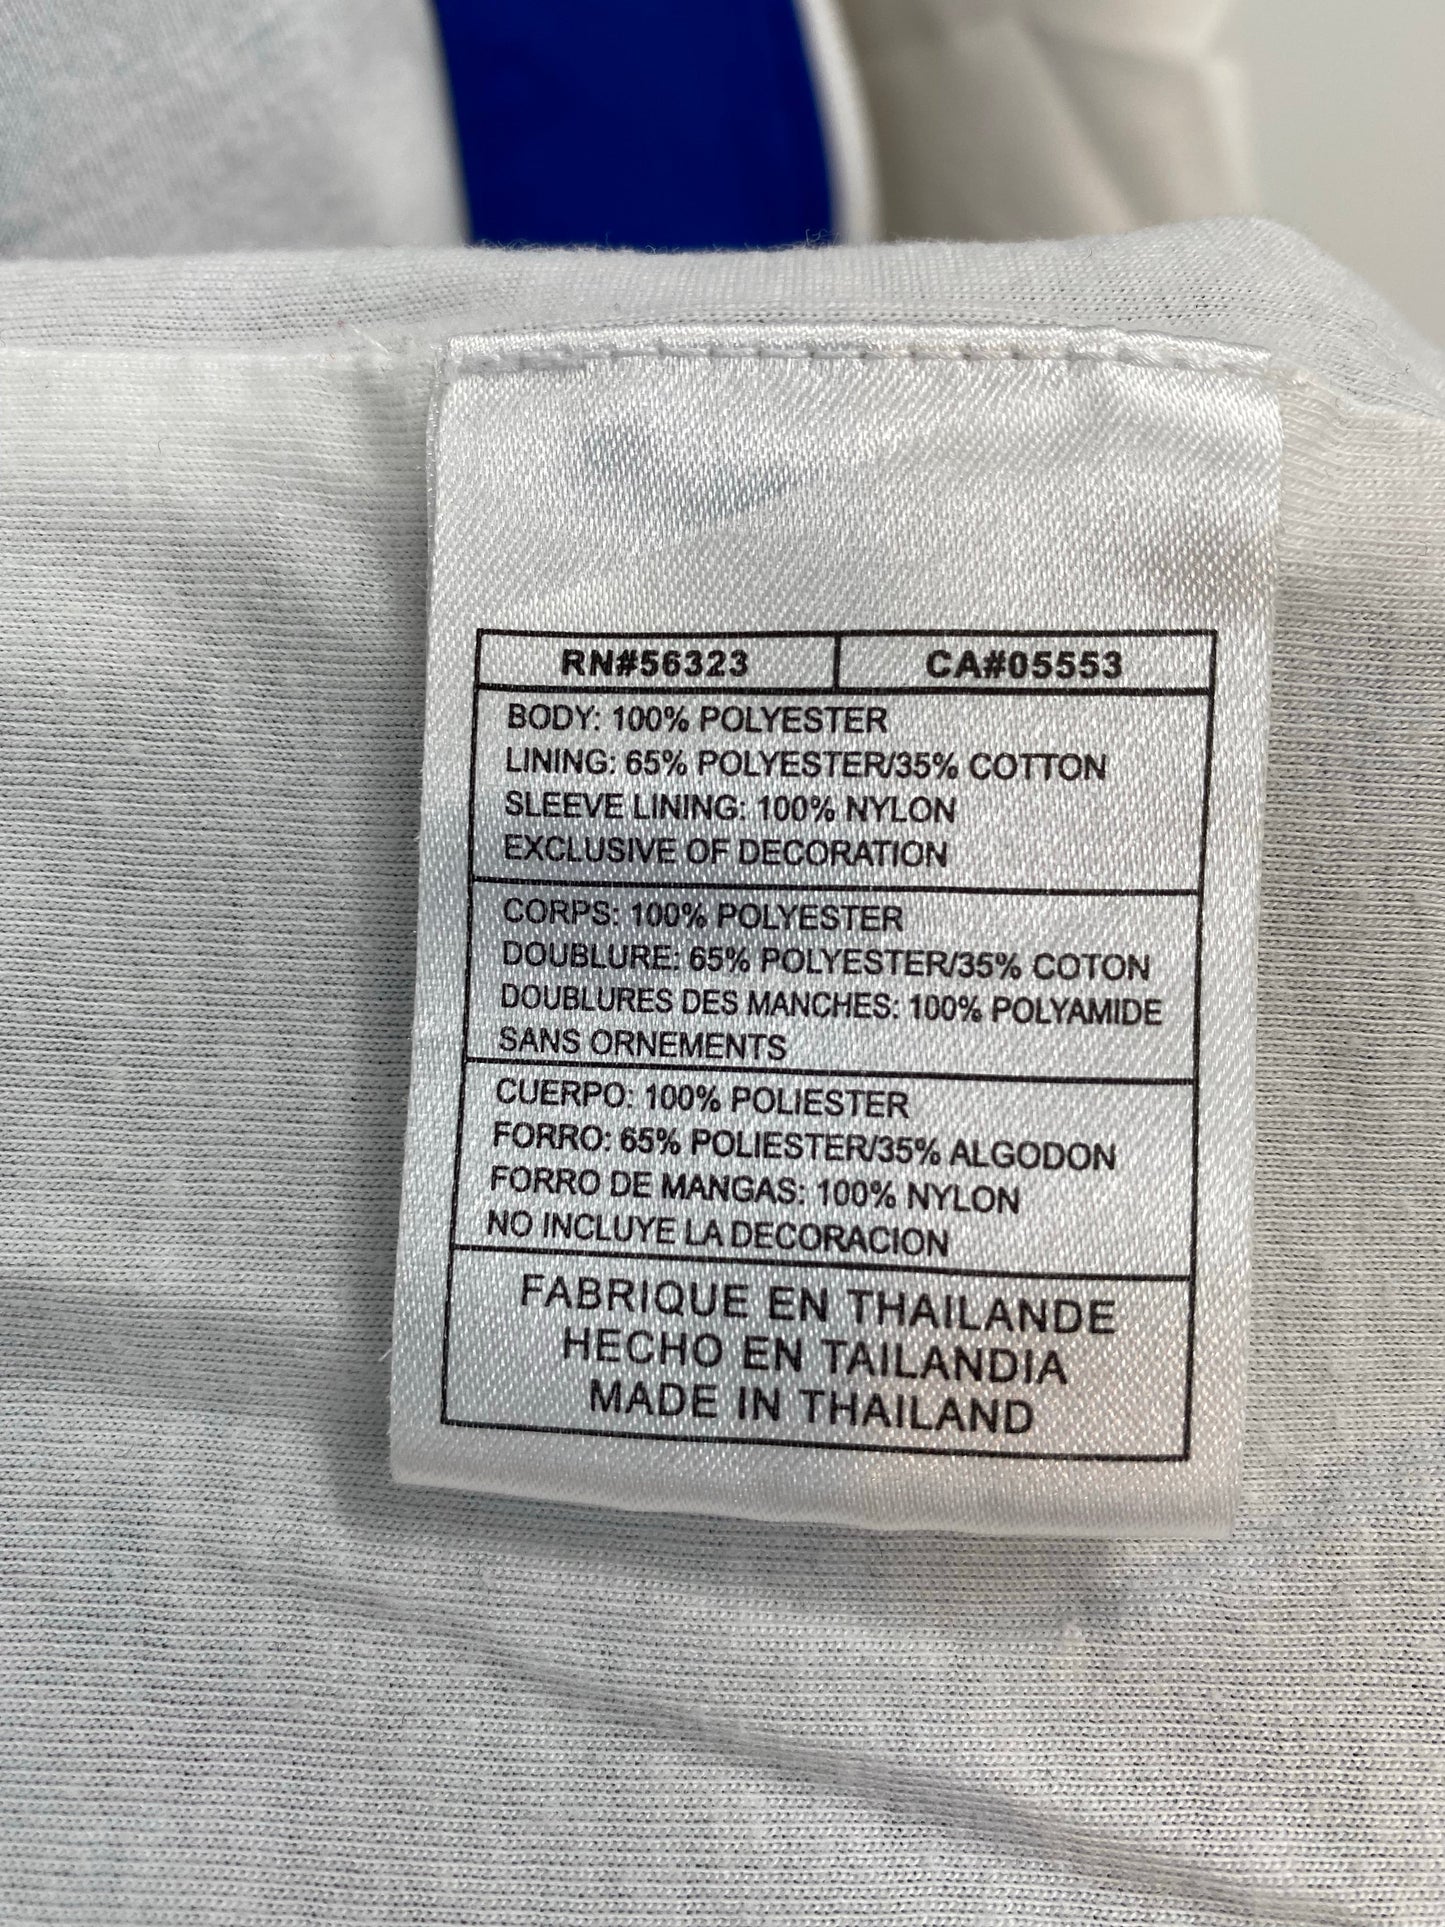 RN#56323 CA#05553
BODY: 100% POLYESTER
LINING: 65% POLYESTER/35% COTTON
SLEEVE LINING: 100% NYLON
EXCLUSIVE OF DECORATION
CORPS: 100% POLYESTER
DOUBLURE: 65% POLYESTER/35% COTON
DOUBLURES DES MANCHES: 100% POLYAMIDE
SANS ORNEMENTS
CUERPO: 100% POLIESTER
FORRO: 65% POLIESTER/35% ALGODON
FORRO DE MANGAS: 100% NYLON
NO INCLUYE LA DECORACION
FABRIQUE EN THAILANDE
HECHO EN TAILANDIA
MADE IN THAILAND